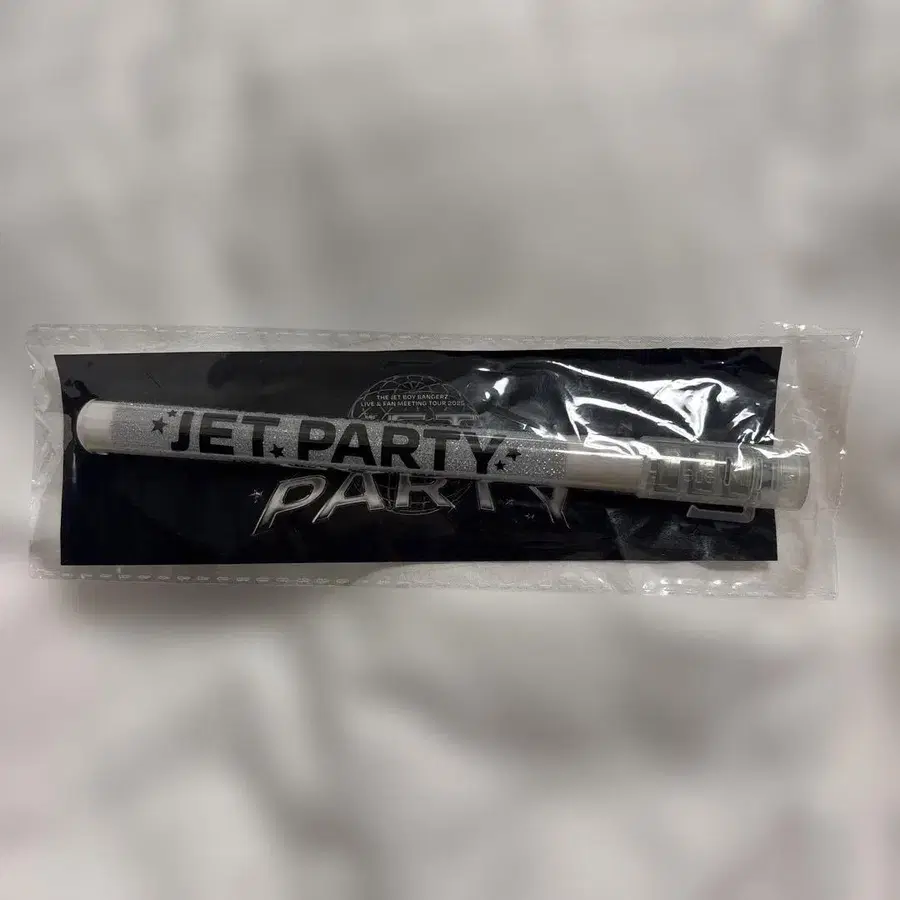 THE JET BOY BANGERZ
LIVE & FAN MEETING TOUR 2025
JET PARTY
PARTY